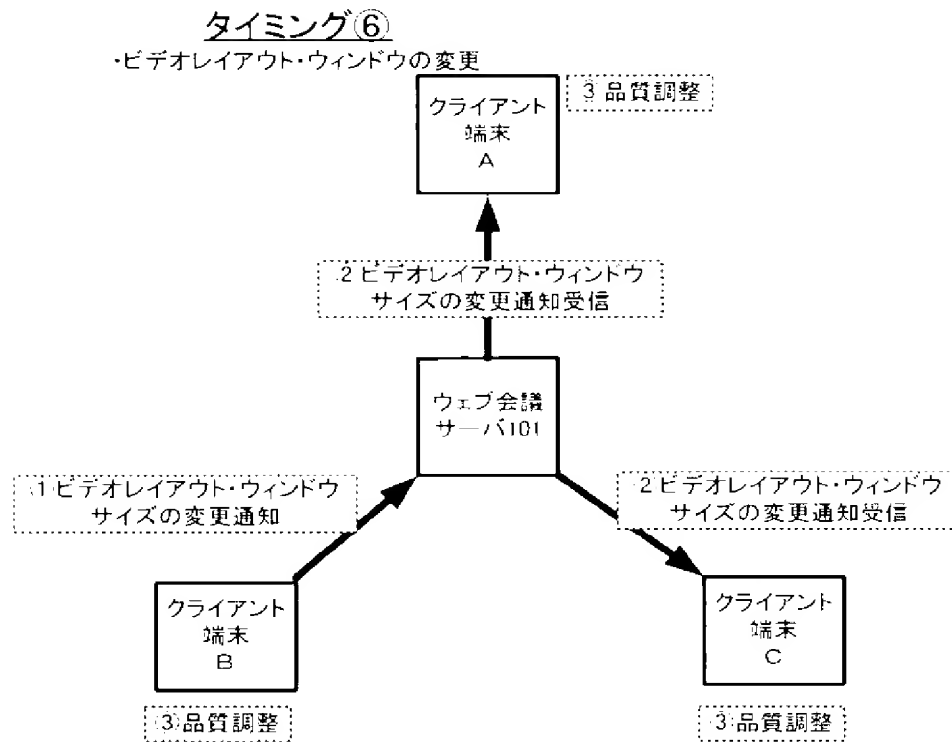 タイミング⑥
・ビデオレイアウト・ウィンドウの変更
クライアント
端末
A
③品質調整
②ビデオレイアウト・ウィンドウ
サイズの変更通知受信
ウェブ会議
サーバ101
①ビデオレイアウト・ウィンドウ
サイズの変更通知
②ビデオレイアウト・ウィンドウ
サイズの変更通知受信
クライアント
端末
B
クライアント
端末
C
③品質調整
③品質調整